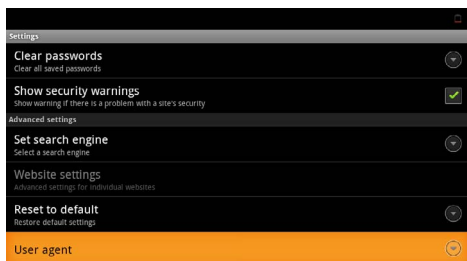 Settings
Clear passwords
Clear all saved passwords
Show security warnings
Show warning if there is a problem with a site's security
Advanced settings
Set search engine
Select a search engine
Website settings
Advanced settings for individual websites
Reset to default
Restore default settings
User agent